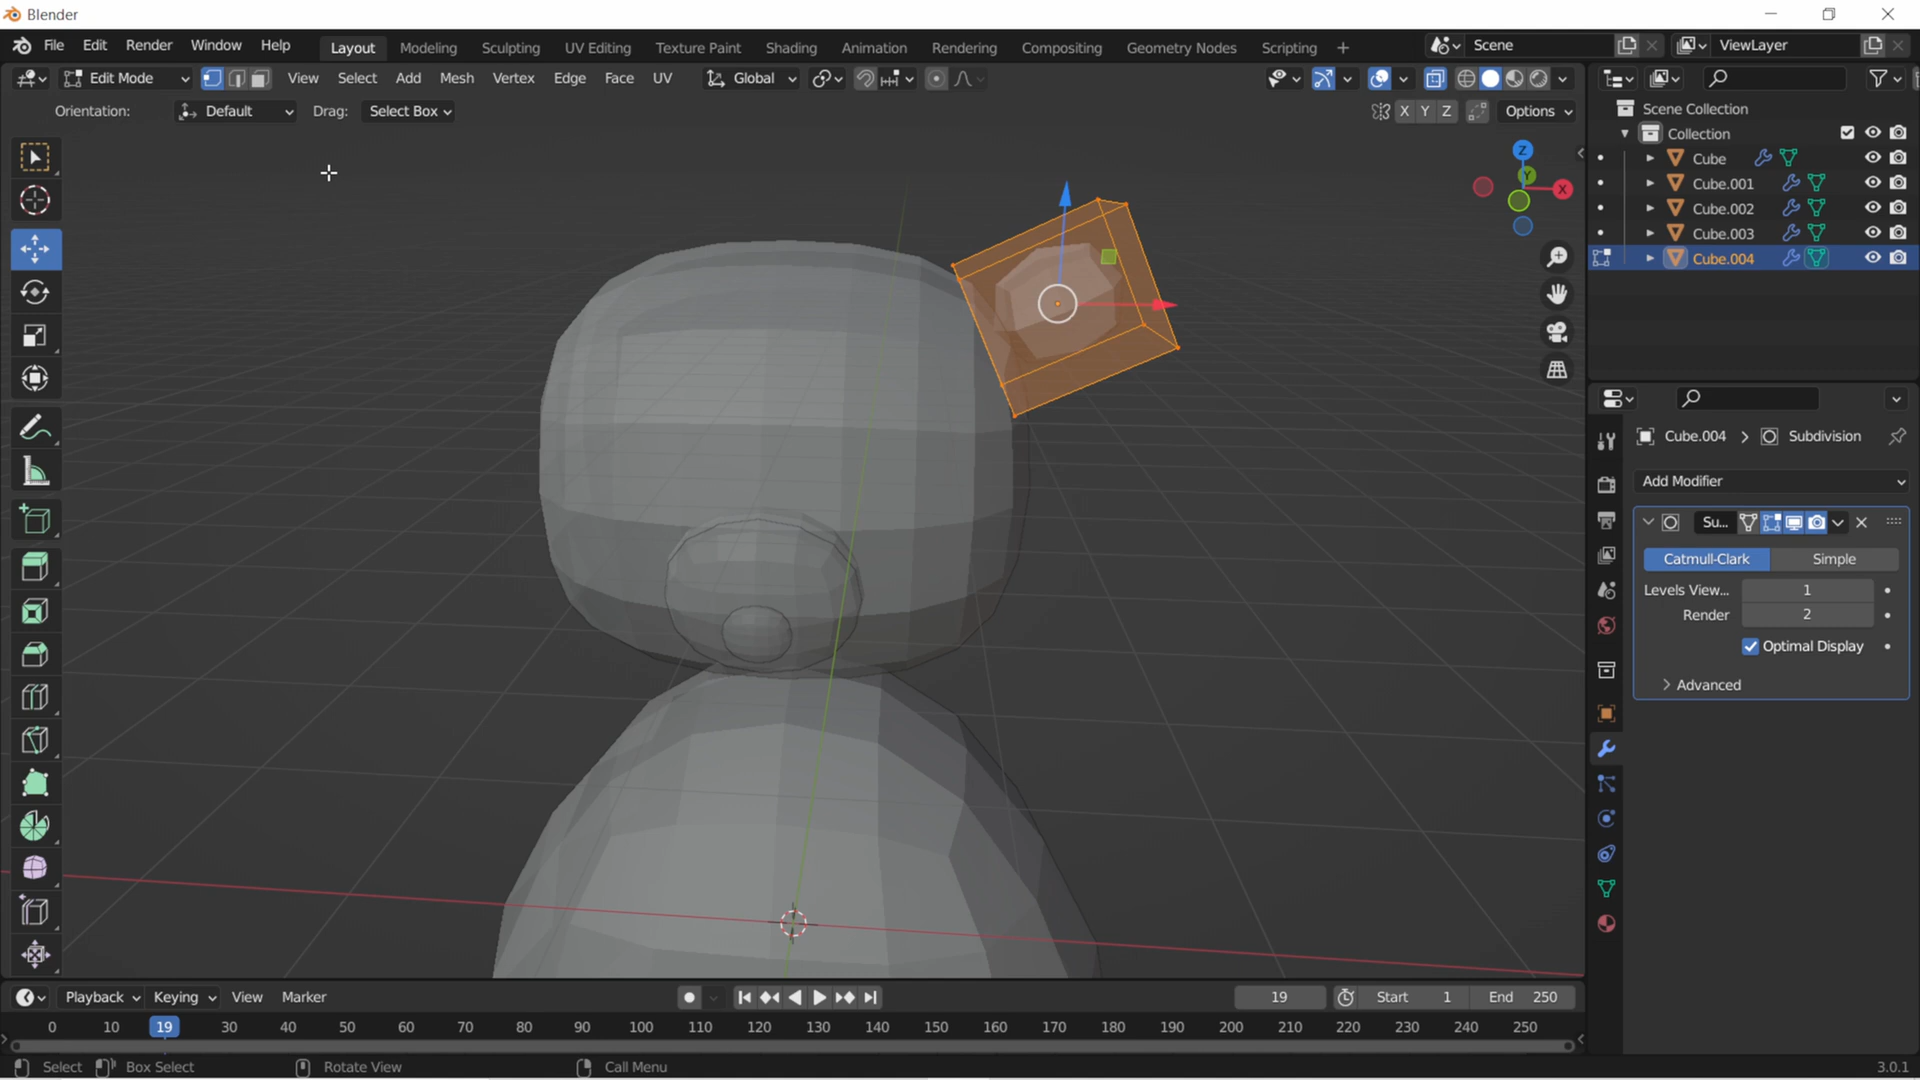 Blender
File Edit Render Window Help Layout Modeling Sculpting UV Editing Texture Paint Shading Animation Rendering Compositing Geometry Nodes Scripting + Scene ViewLayer
Edit Mode View Select Add Mesh Vertex Edge Face UV Global
Orientation: Default Drag: Select Box X Y Z Options
Scene Collection
Collection
Cube
Cube.001
Cube.002
Cube.003
Cube.004
Z
Y
X
Cube.004 > Subdivision
Add Modifier
Su...
Catmull-Clark Simple
Levels View... 1
Render 2
Optimal Display
Advanced
Playback Keying View Marker 19 Start 1 End 250
0 10 19 30 40 50 60 70 80 90 100 110 120 130 140 150 160 170 180 190 200 210 220 230 240 250
Select Box Select Rotate View Call Menu 3.0.1